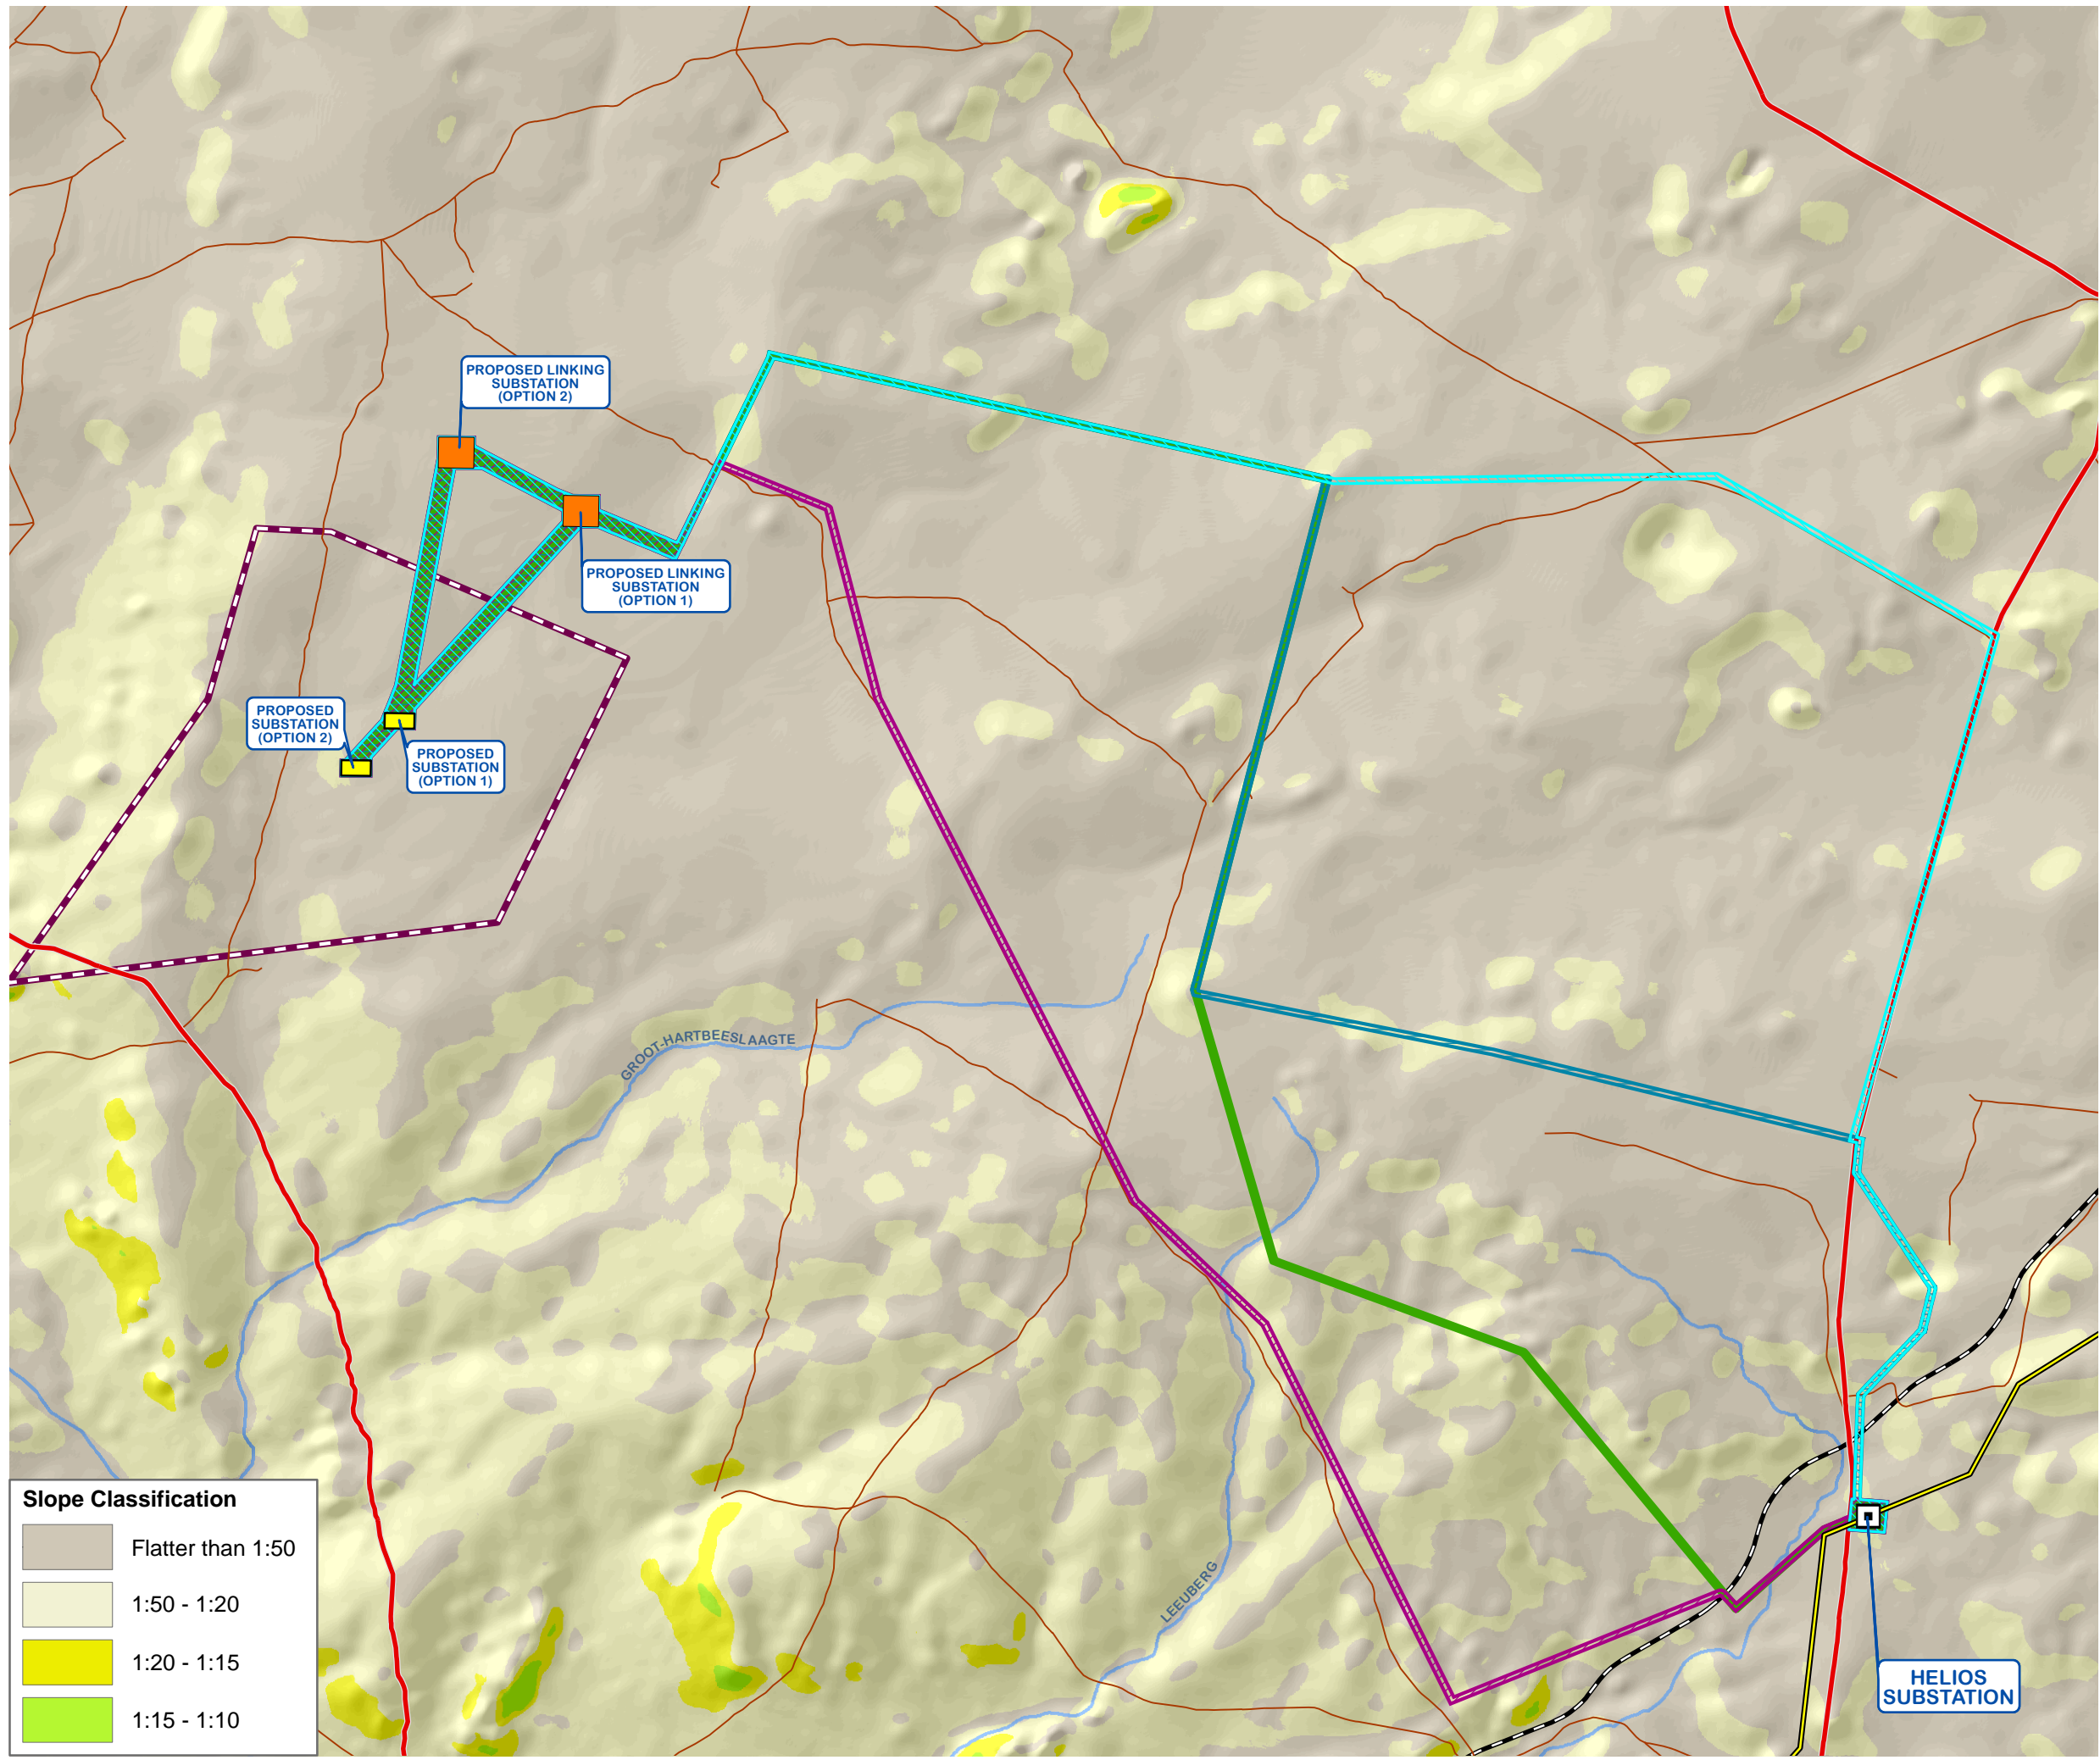 PROPOSED LINKING
SUBSTATION
(OPTION 2)
PROPOSED LINKING
SUBSTATION
(OPTION 1)
PROPOSED
SUBSTATION
(OPTION 2)
PROPOSED
SUBSTATION
(OPTION 1)
GROOT-HARTBEESLAAGTE
LEEUBERG
HELIOS
SUBSTATION
Slope Classification
Flatter than 1:50
1:50 - 1:20
1:20 - 1:15
1:15 - 1:10